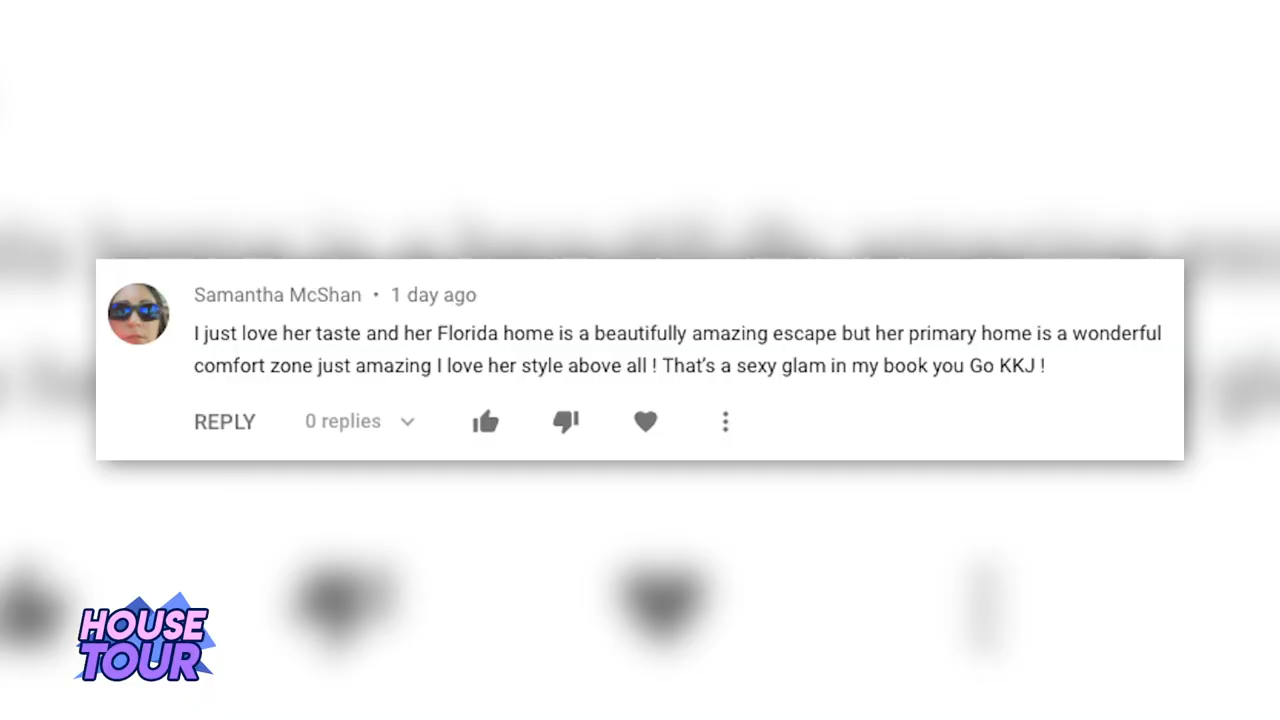 Samantha McShan • 1 day ago
I just love her taste and her Florida home is a beautifully amazing escape but her primary home is a wonderful
comfort zone just amazing I love her style above all ! That's a sexy glam in my book you Go KKJ !
REPLY 0 replies
HOUSE
TOUR